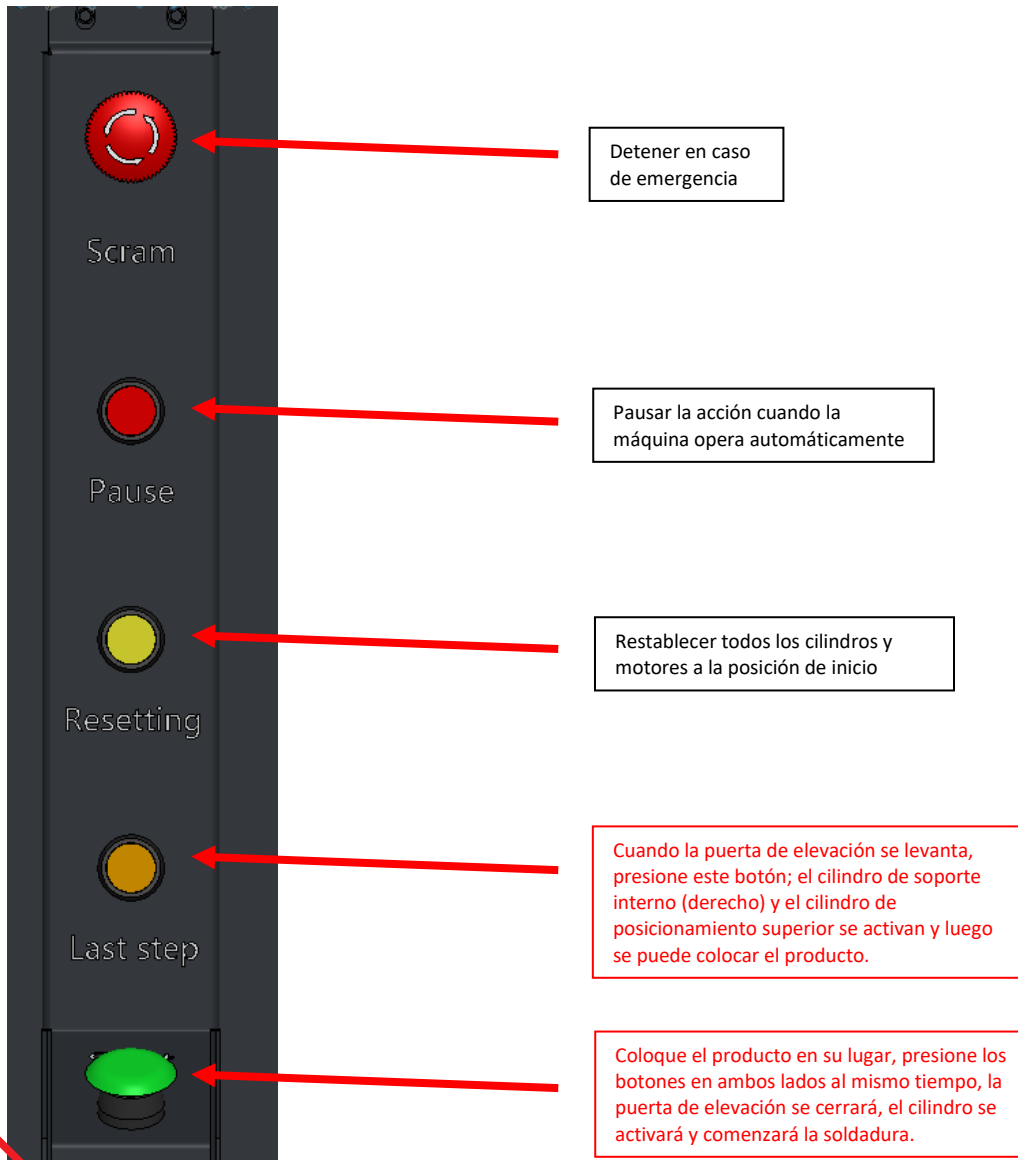 Detener en caso
de emergencia
Scram
Pausar la acción cuando la
máquina opera automáticamente
Pause
Restablecer todos los cilindros y
motores a la posición de inicio
Resetting
Cuando la puerta de elevación se levanta,
presione este botón; el cilindro de soporte
interno (derecho) y el cilindro de
posicionamiento superior se activan y luego
se puede colocar el producto.
Last step
Coloque el producto en su lugar, presione los
botones en ambos lados al mismo tiempo, la
puerta de elevación se cerrará, el cilindro se
activará y comenzará la soldadura.